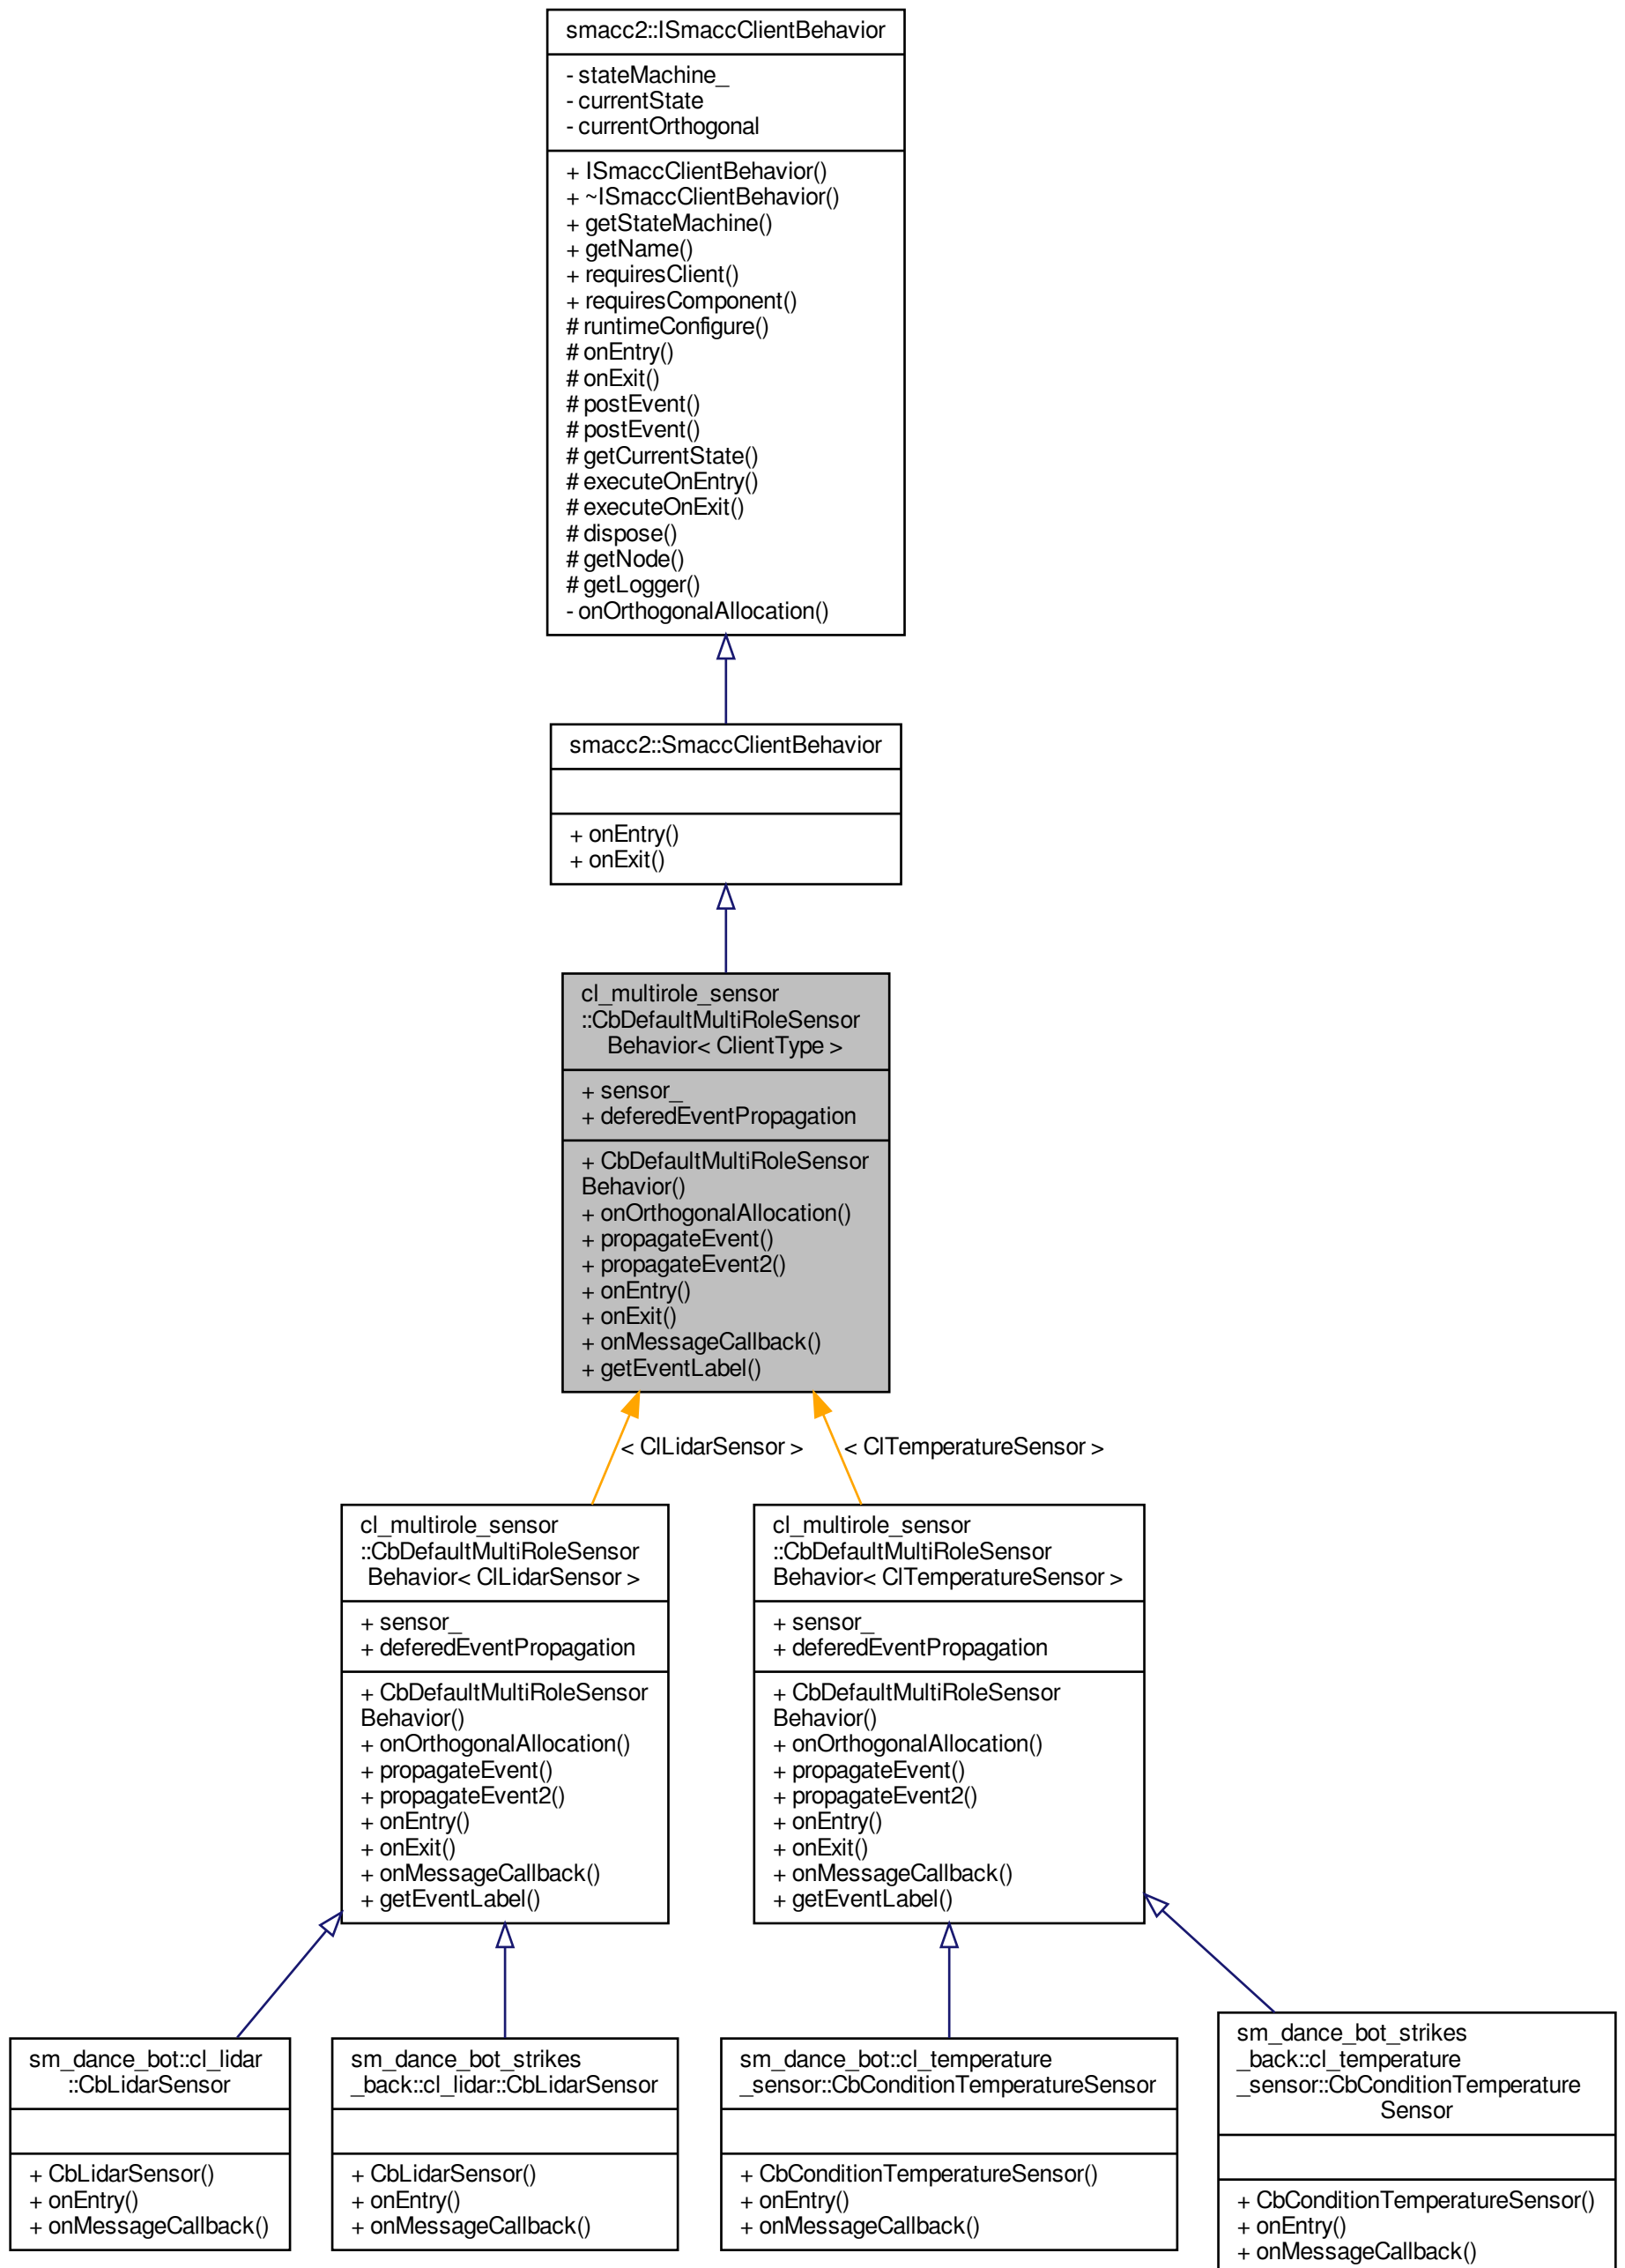 smacc2::ISmaccClientBehavior
- stateMachine_
- currentState
- currentOrthogonal
+ ISmaccClientBehavior()
+ ~ISmaccClientBehavior()
+ getStateMachine()
+ getName()
+ requiresClient()
+ requiresComponent()
# runtimeConfigure()
# onEntry()
# onExit()
# postEvent()
# postEvent()
# getCurrentState()
# executeOnEntry()
# executeOnExit()
# dispose()
# getNode()
# getLogger()
- onOrthogonalAllocation()
smacc2::SmaccClientBehavior
+ onEntry()
+ onExit()
cl_multirole_sensor
::CbDefaultMultiRoleSensor
Behavior< ClientType >
+ sensor_
+ deferedEventPropagation
+ CbDefaultMultiRoleSensor
Behavior()
+ onOrthogonalAllocation()
+ propagateEvent()
+ propagateEvent2()
+ onEntry()
+ onExit()
+ onMessageCallback()
+ getEventLabel()
< ClLidarSensor >
< ClTemperatureSensor >
cl_multirole_sensor
::CbDefaultMultiRoleSensor
Behavior< ClLidarSensor >
+ sensor_
+ deferedEventPropagation
+ CbDefaultMultiRoleSensor
Behavior()
+ onOrthogonalAllocation()
+ propagateEvent()
+ propagateEvent2()
+ onEntry()
+ onExit()
+ onMessageCallback()
+ getEventLabel()
cl_multirole_sensor
::CbDefaultMultiRoleSensor
Behavior< ClTemperatureSensor >
+ sensor_
+ deferedEventPropagation
+ CbDefaultMultiRoleSensor
Behavior()
+ onOrthogonalAllocation()
+ propagateEvent()
+ propagateEvent2()
+ onEntry()
+ onExit()
+ onMessageCallback()
+ getEventLabel()
sm_dance_bot::cl_lidar
::CbLidarSensor
+ CbLidarSensor()
+ onEntry()
+ onMessageCallback()
sm_dance_bot_strikes
_back::cl_lidar::CbLidarSensor
+ CbLidarSensor()
+ onEntry()
+ onMessageCallback()
sm_dance_bot::cl_temperature
_sensor::CbConditionTemperatureSensor
+ CbConditionTemperatureSensor()
+ onEntry()
+ onMessageCallback()
sm_dance_bot_strikes
_back::cl_temperature
_sensor::CbConditionTemperature
Sensor
+ CbConditionTemperatureSensor()
+ onEntry()
+ onMessageCallback()